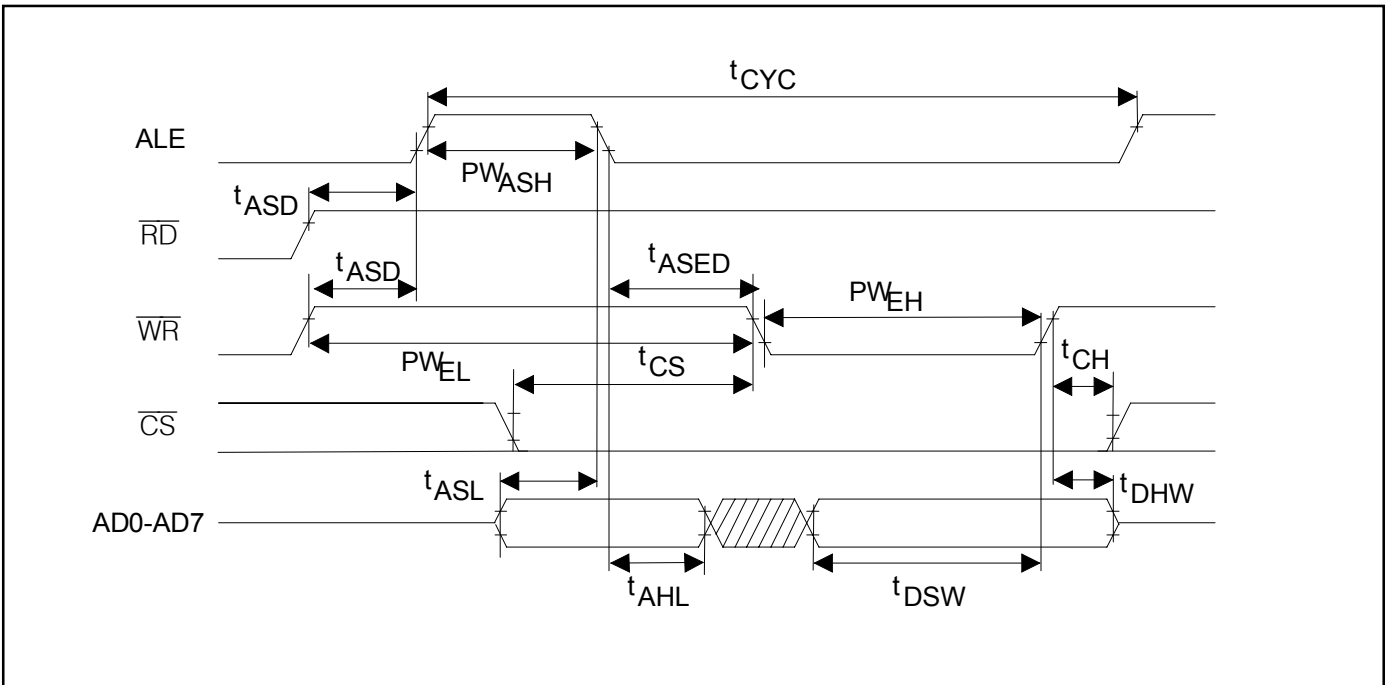 tCYC
ALE
PWASH
tASD
RD
tASD
tASED
PWEH
WR
PWEL
tCS
tCH
CS
tASL
tDHW
AD0-AD7
tAHL
tDSW